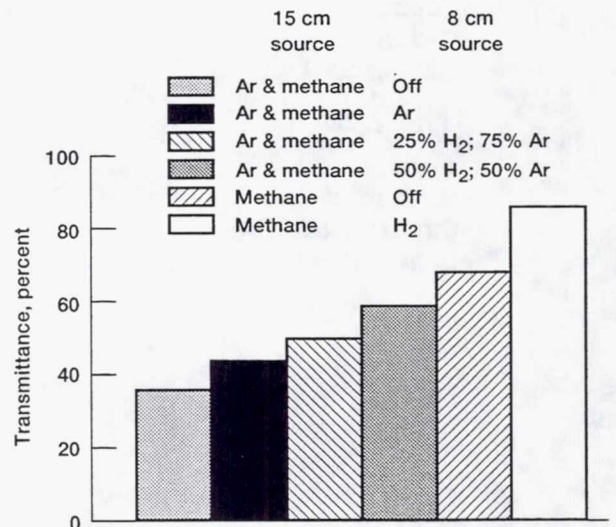 15 cm source
8 cm source
Ar & methane Off
Ar & methane Ar
Ar & methane 25% H₂; 75% Ar
Ar & methane 50% H₂; 50% Ar
Methane Off
Methane H₂
Transmittance, percent
100
80
60
40
20
0